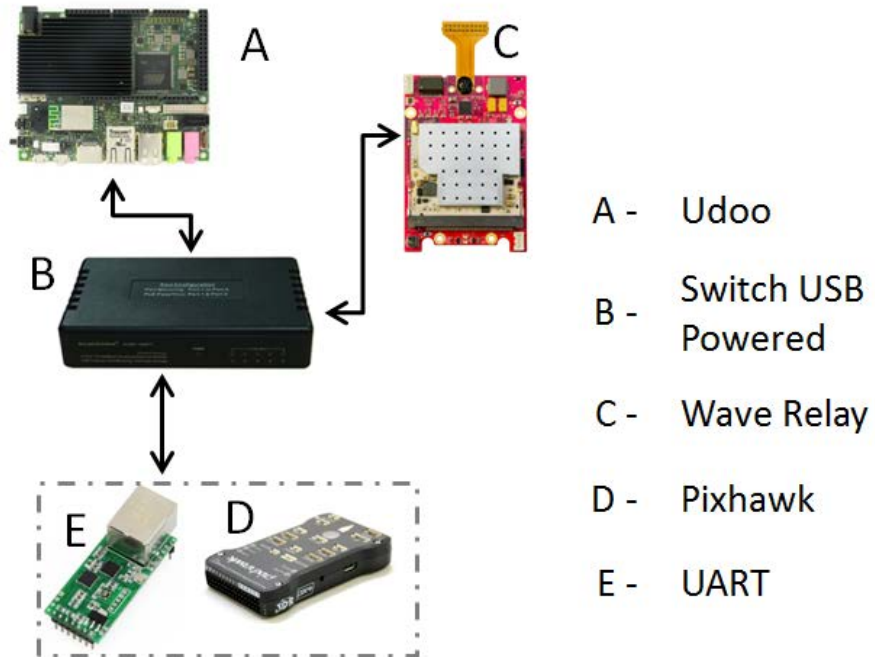 A
C
B
E
D
A - Udoo
B - Switch USB
Powered
C - Wave Relay
D - Pixhawk
E - UART